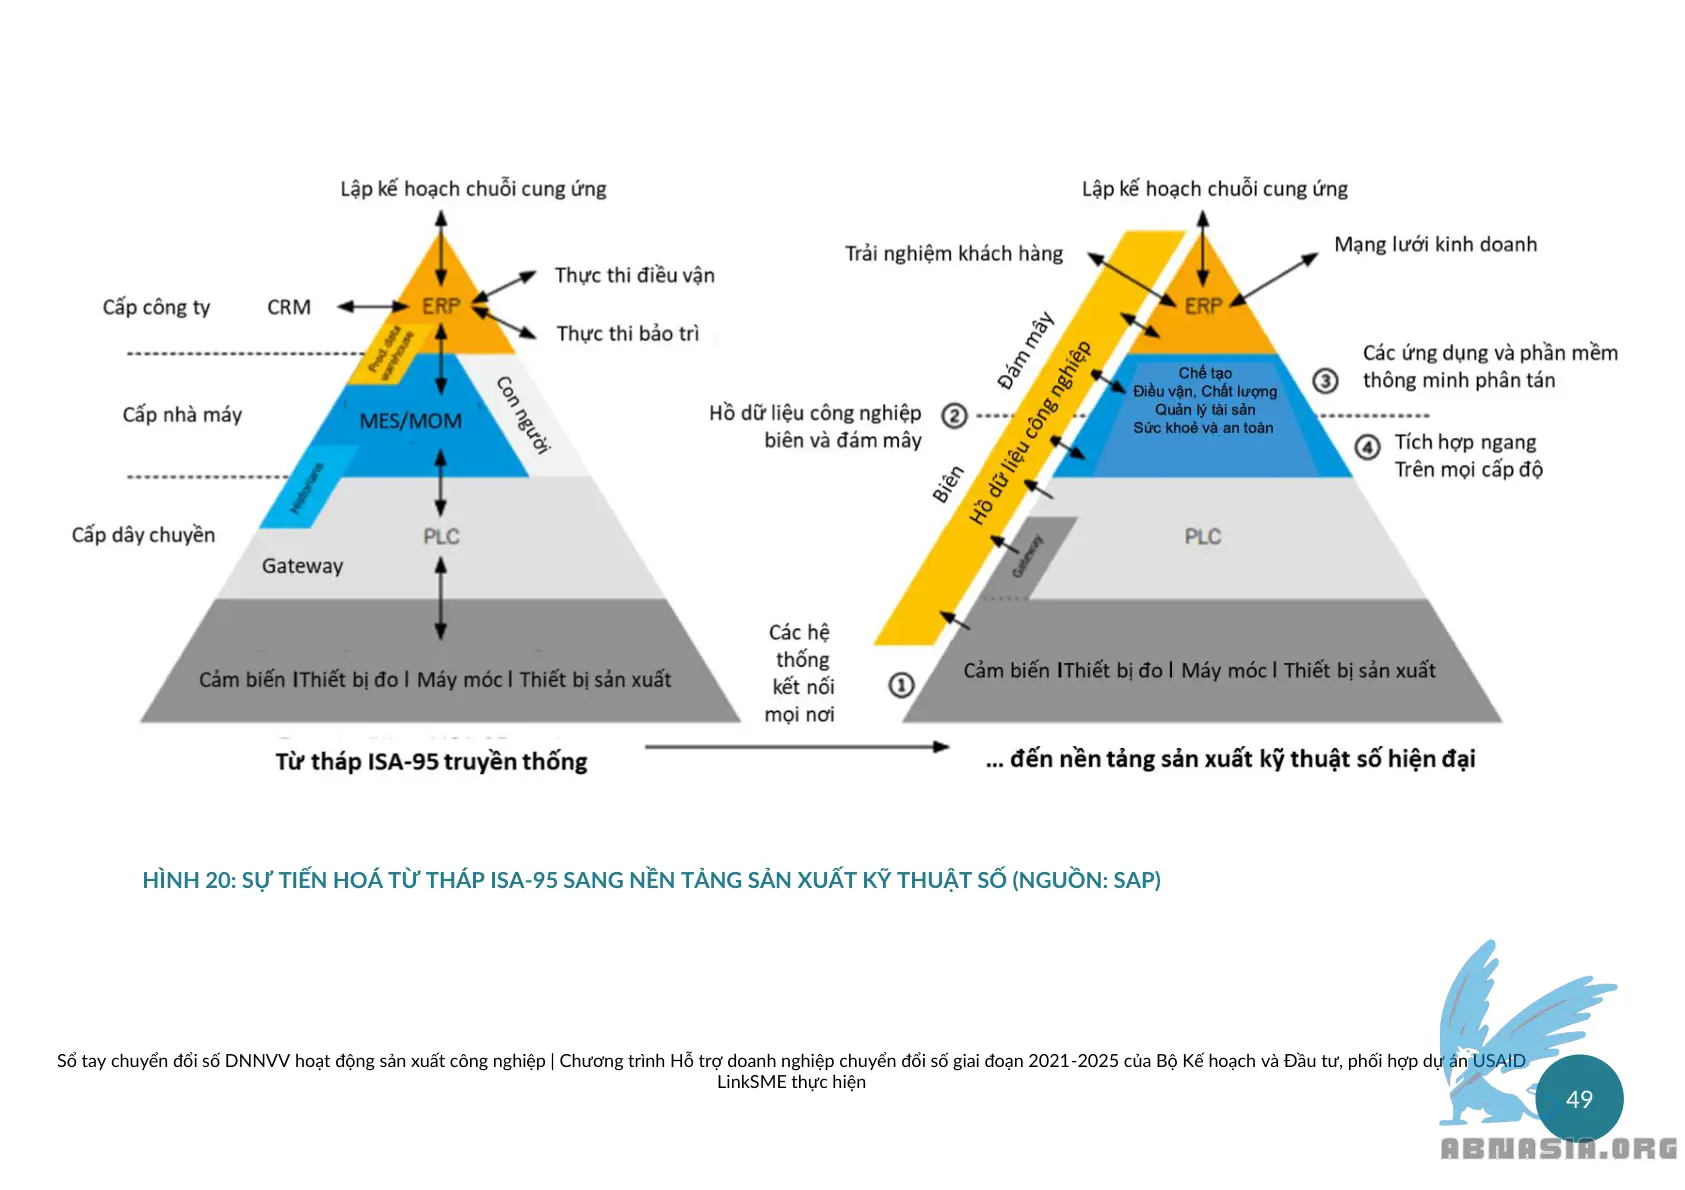 Lập kế hoạch chuỗi cung ứng
Thực thi điều vận
Cấp công ty
CRM
ERP
Thực thi bảo trì
Prod. data
warehouse
Con người
Cấp nhà máy
MES/MOM
Historians
Cấp dây chuyền
PLC
Gateway
Cảm biến |Thiết bị đo | Máy móc | Thiết bị sản xuất
Từ tháp ISA-95 truyền thống
Lập kế hoạch chuỗi cung ứng
Trải nghiệm khách hàng
Mạng lưới kinh doanh
ERP
Đám mây
Biên
Hồ dữ liệu công nghiệp
Hồ dữ liệu công nghiệp
biên và đám mây
2
Chế tạo
Điều vận, Chất lượng
Quản lý tài sản
Sức khoẻ và an toàn
3
Các ứng dụng và phần mềm
thông minh phân tán
4
Tích hợp ngang
Trên mọi cấp độ
PLC
Gateway
Các hệ
thống
kết nối
mọi nơi
1
Cảm biến |Thiết bị đo | Máy móc | Thiết bị sản xuất
... đến nền tảng sản xuất kỹ thuật số hiện đại
HÌNH 20: SỰ TIẾN HOÁ TỪ THÁP ISA-95 SANG NỀN TẢNG SẢN XUẤT KỸ THUẬT SỐ (NGUỒN: SAP)
Sổ tay chuyển đổi số DNNVV hoạt động sản xuất công nghiệp | Chương trình Hỗ trợ doanh nghiệp chuyển đổi số giai đoạn 2021-2025 của Bộ Kế hoạch và Đầu tư, phối hợp dự án USAID
LinkSME thực hiện
49
ABNASIA.ORG